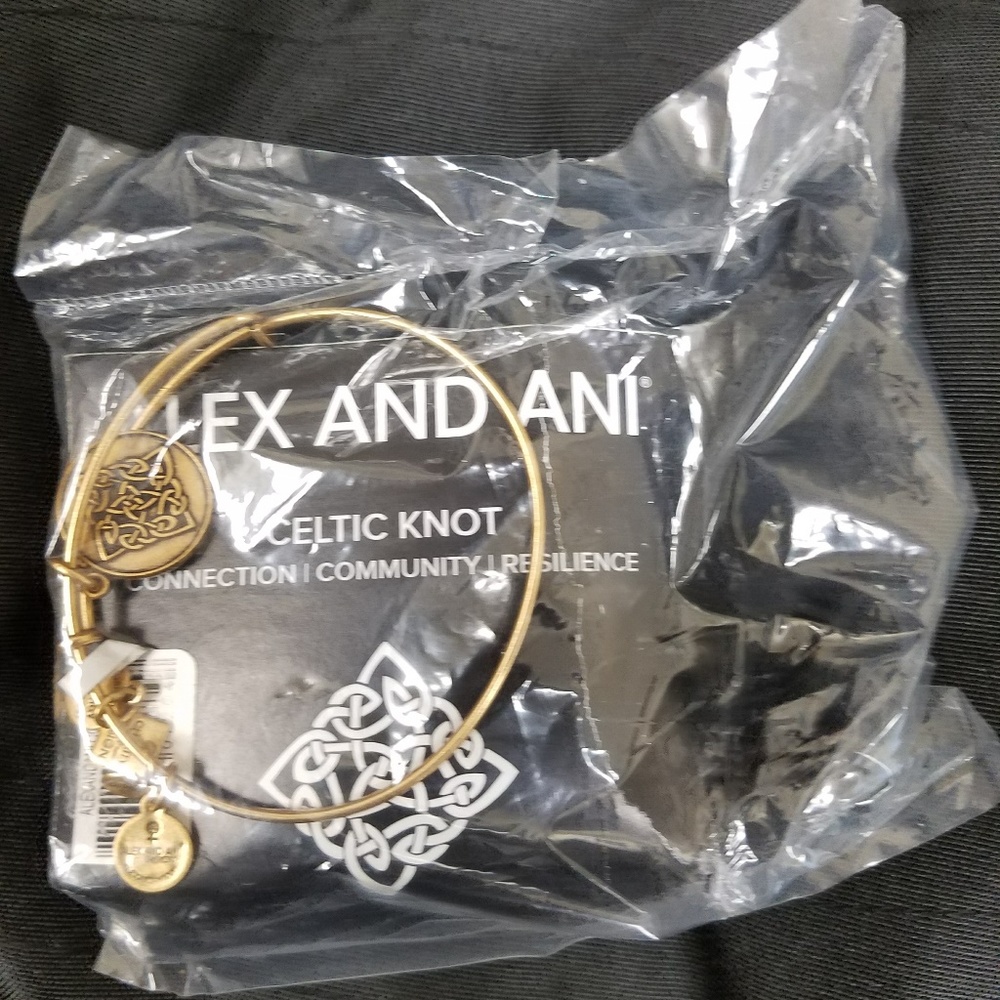 LEX AND ANI®
CELTIC KNOT
CONNECTION | COMMUNITY | RESILIENCE